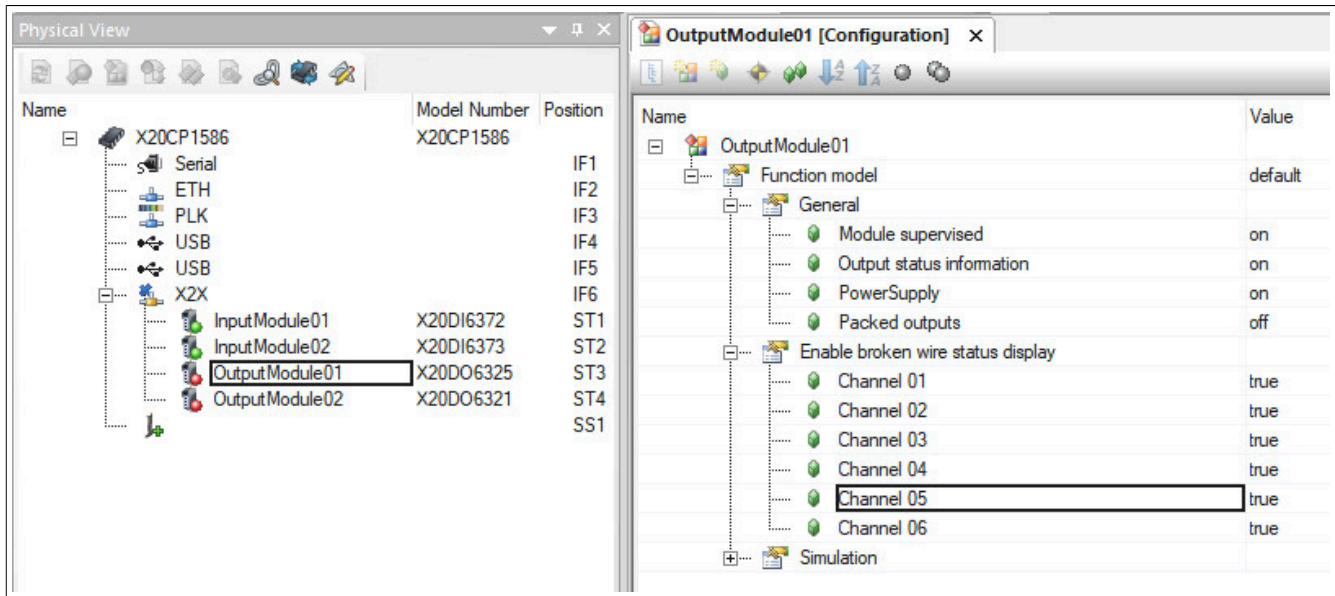 Physical View
Name Model Number Position
X20CP1586 X20CP1586
Serial IF1
ETH IF2
PLK IF3
USB IF4
USB IF5
X2X IF6
InputModule01 X20DI6372 ST1
InputModule02 X20DI6373 ST2
OutputModule01 X20DO6325 ST3
OutputModule02 X20DO6321 ST4
SS1
OutputModule01 [Configuration]
Name Value
OutputModule01
Function model default
General
Module supervised on
Output status information on
PowerSupply on
Packed outputs off
Enable broken wire status display
Channel 01 true
Channel 02 true
Channel 03 true
Channel 04 true
Channel 05 true
Channel 06 true
Simulation